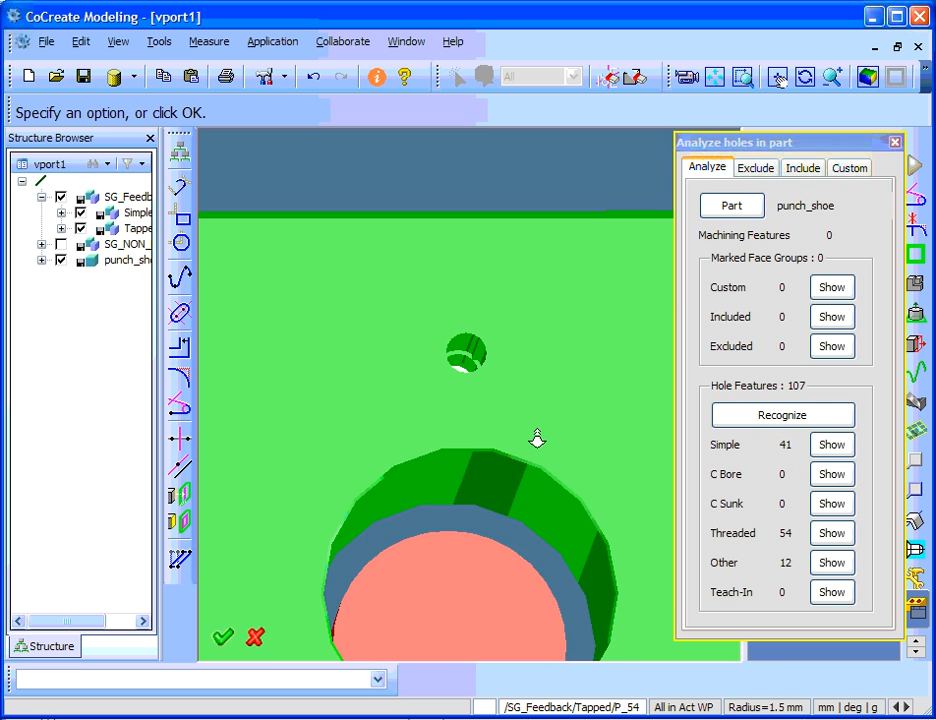 CoCreate Modeling - [vport1]
File Edit View Tools Measure Application Collaborate Window Help
All
Specify an option, or click OK.
Structure Browser
vport1
SG_Feedb
Simple
Tappe
SG_NON_
punch_sho
Structure
Analyze holes in part
Analyze Exclude Include Custom
Part punch_shoe
Machining Features 0
Marked Face Groups : 0
Custom 0 Show
Included 0 Show
Excluded 0 Show
Hole Features : 107
Recognize
Simple 41 Show
C Bore 0 Show
C Sunk 0 Show
Threaded 54 Show
Other 12 Show
Teach-In 0 Show
/SG_Feedback/Tapped/P_54 All in Act WP Radius=1.5 mm mm | deg | g